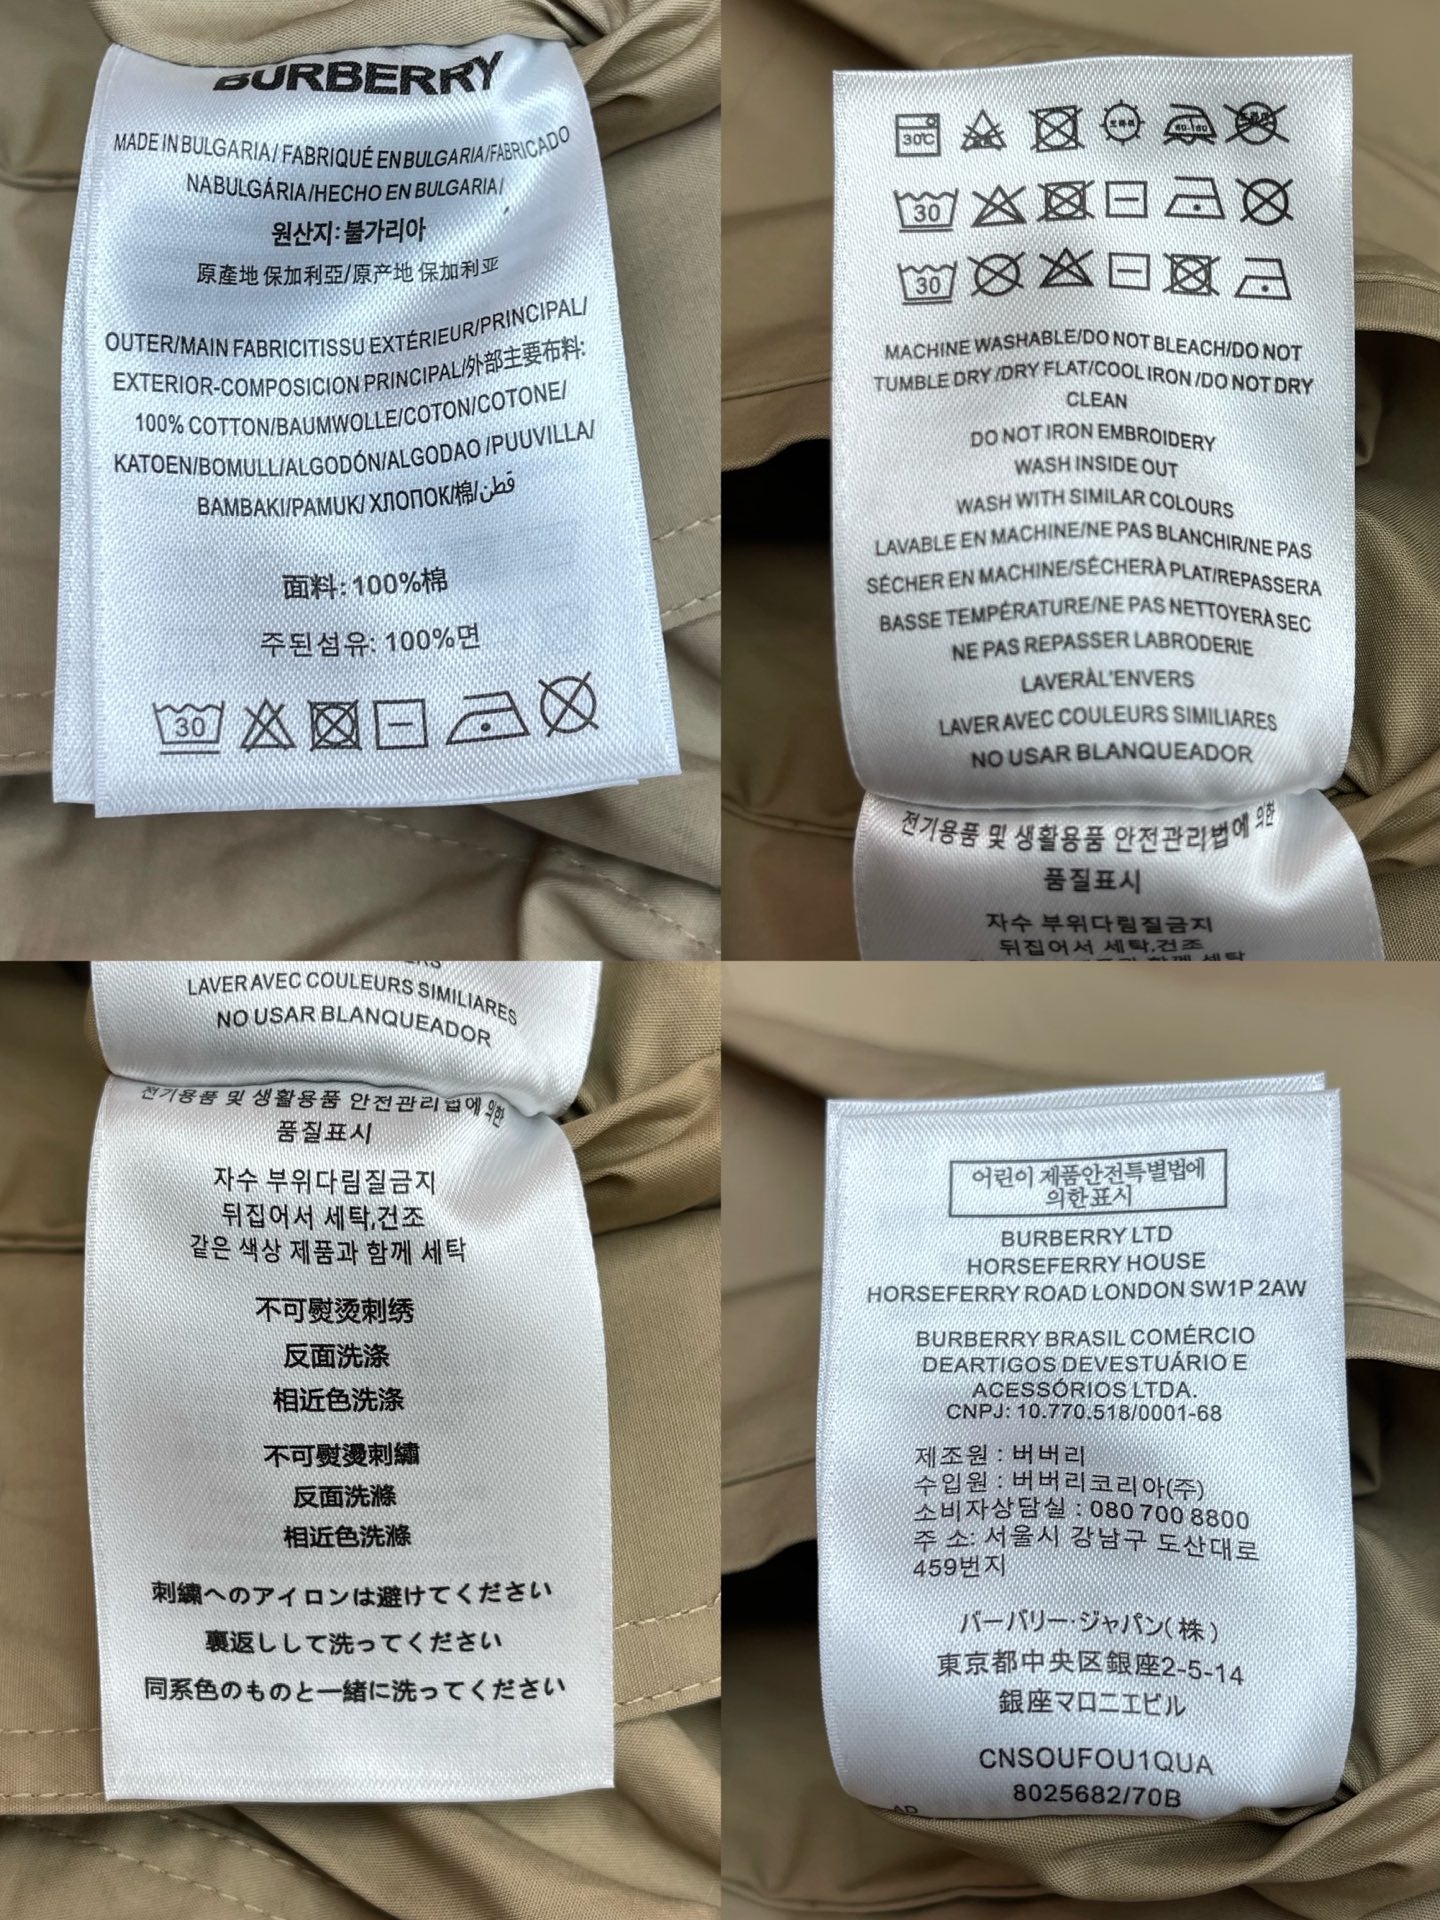 BURBERRY
MADE IN BULGARIA/ FABRIQUÉ EN BULGARIA/FABRICADO
NABULGÁRIA/HECHO EN BULGARIA/
원산지: 불가리아
原產地 保加利亞/原产地 保加利亚
OUTER/MAIN FABRICITISSU EXTÉRIEUR/PRINCIPAL/
EXTERIOR-COMPOSICION PRINCIPAL/外部主要布料:
100% COTTON/BAUMWOLLE/COTON/COTONE/
KATOEN/BOMULL/ALGODÓN/ALGODAO /PUUVILLA/
BAMBAKI/PAMUK/ ХЛОПОК/棉/قطن
面料: 100%棉
주된섬유: 100%면
30
30℃
60-160
30
30
MACHINE WASHABLE/DO NOT BLEACH/DO NOT
TUMBLE DRY /DRY FLAT/COOL IRON /DO NOT DRY
CLEAN
DO NOT IRON EMBROIDERY
WASH INSIDE OUT
WASH WITH SIMILAR COLOURS
LAVABLE EN MACHINE/NE PAS BLANCHIR/NE PAS
SÉCHER EN MACHINE/SÉCHERÀ PLAT/REPASSERA
BASSE TEMPÉRATURE/NE PAS NETTOYERÀ SEC
NE PAS REPASSER LABRODERIE
LAVERÀL'ENVERS
LAVER AVEC COULEURS SIMILIARES
NO USAR BLANQUEADOR
전기용품 및 생활용품 안전관리법에 의한
품질표시
자수 부위다림질금지
뒤집어서 세탁,건조
LAVER AVEC COULEURS SIMILIARES
NO USAR BLANQUEADOR
전기용품 및 생활용품 안전관리법에 의한
품질표시
자수 부위다림질금지
뒤집어서 세탁,건조
같은 색상 제품과 함께 세탁
不可熨烫刺绣
反面洗涤
相近色洗涤
不可熨燙刺繡
反面洗滌
相近色洗滌
刺繍へのアイロンは避けてください
裏返しして洗ってください
同系色のものと一緒に洗ってください
어린이 제품안전특별법에
의한표시
BURBERRY LTD
HORSEFERRY HOUSE
HORSEFERRY ROAD LONDON SW1P 2AW
BURBERRY BRASIL COMÉRCIO
DEARTIGOS DEVESTUÁRIO E
ACESSÓRIOS LTDA.
CNPJ: 10.770.518/0001-68
제조원 : 버버리
수입원 : 버버리코리아(주)
소비자상담실 : 080 700 8800
주 소: 서울시 강남구 도산대로
459번지
バーバリー·ジャパン(株)
東京都中央区銀座2-5-14
銀座マロニエビル
CNSOUFOU1QUA
8025682/70B